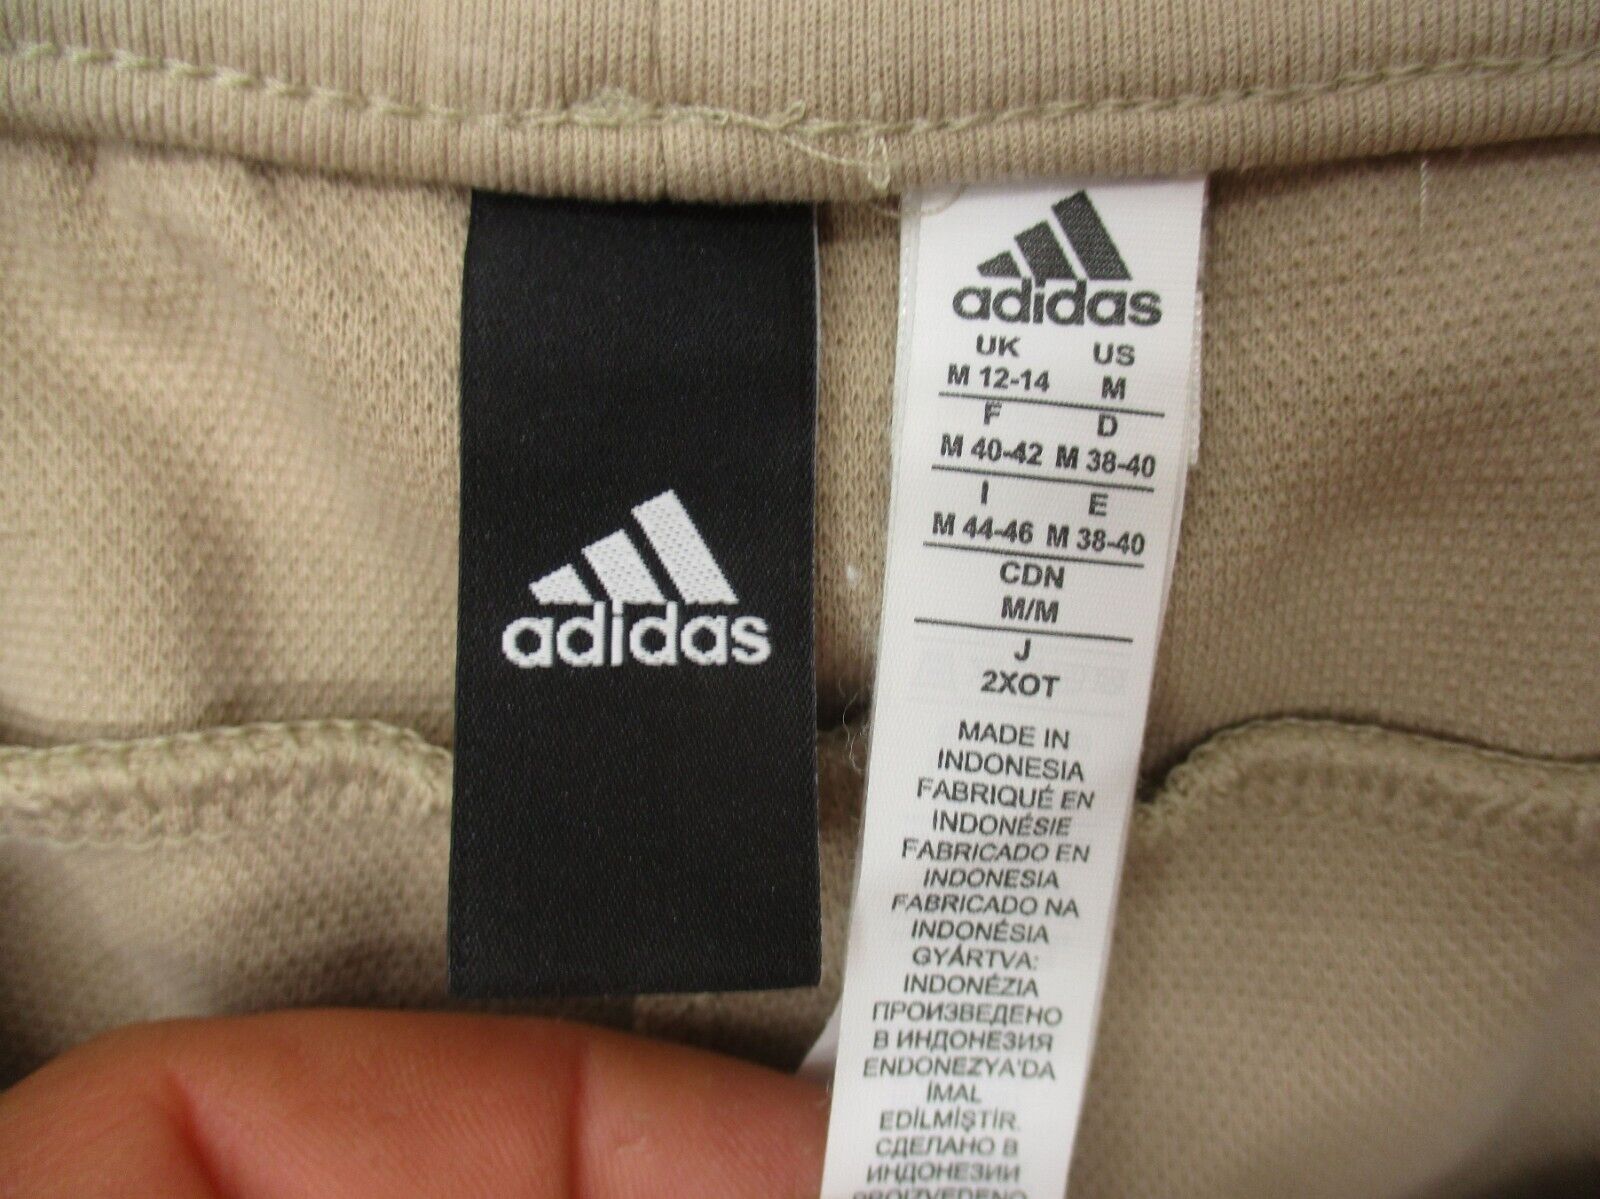 adidas
adidas
UK US
M 12-14 M
F D
M 40-42 M 38-40
I E
M 44-46 M 38-40
CDN
M/M
J
2XOT
MADE IN
INDONESIA
FABRIQUÉ EN
INDONÉSIE
FABRICADO EN
INDONESIA
FABRICADO NA
INDONÉSIA
GYÁRTVA:
INDONÉZIA
ПРОИЗВЕДЕНО
В ИНДОНЕЗИЯ
ENDONEZYA'DA
İMAL
EDİLMİŞTİR.
СДЕЛАНО В
ИНДОНЕЗИИ
PROIZVEDENO